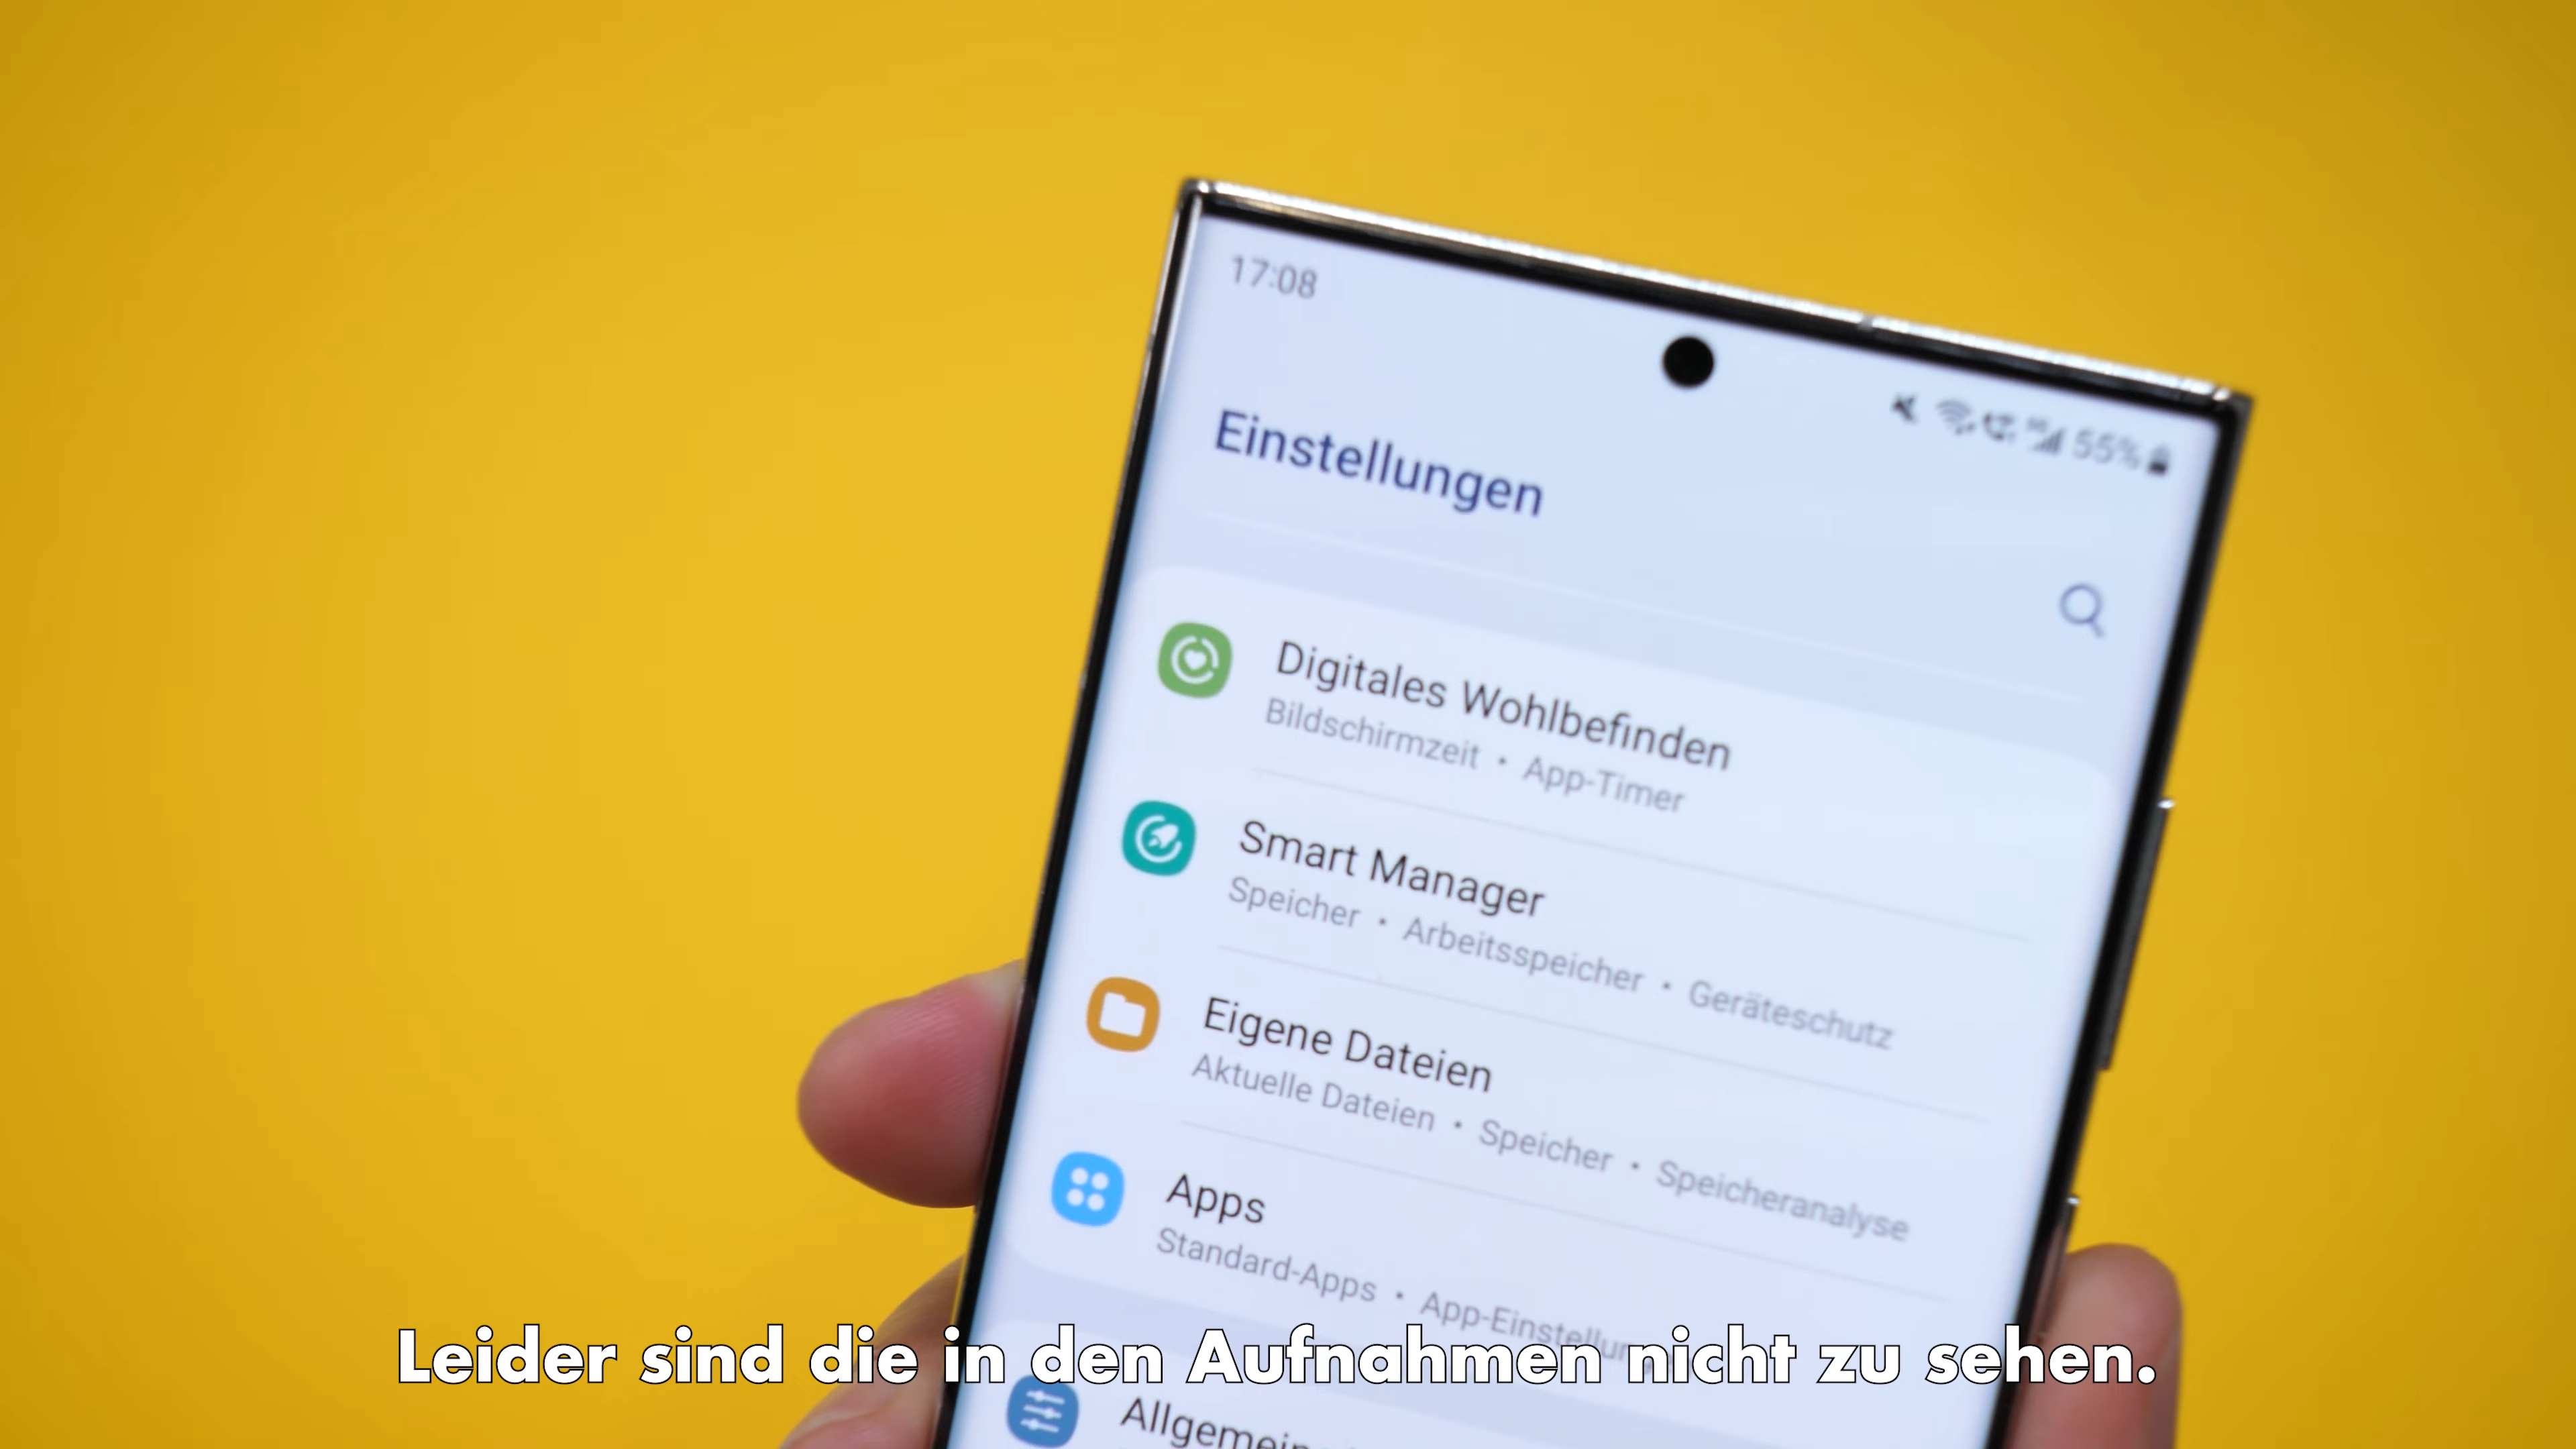 17:08
55%
Einstellungen
Digitales Wohlbefinden
Bildschirmzeit • App-Timer
Smart Manager
Speicher • Arbeitsspeicher • Geräteschutz
Eigene Dateien
Aktuelle Dateien • Speicher • Speicheranalyse
Apps
Standard-Apps •
Leider sind die in den Aufnahmen nicht zu sehen.